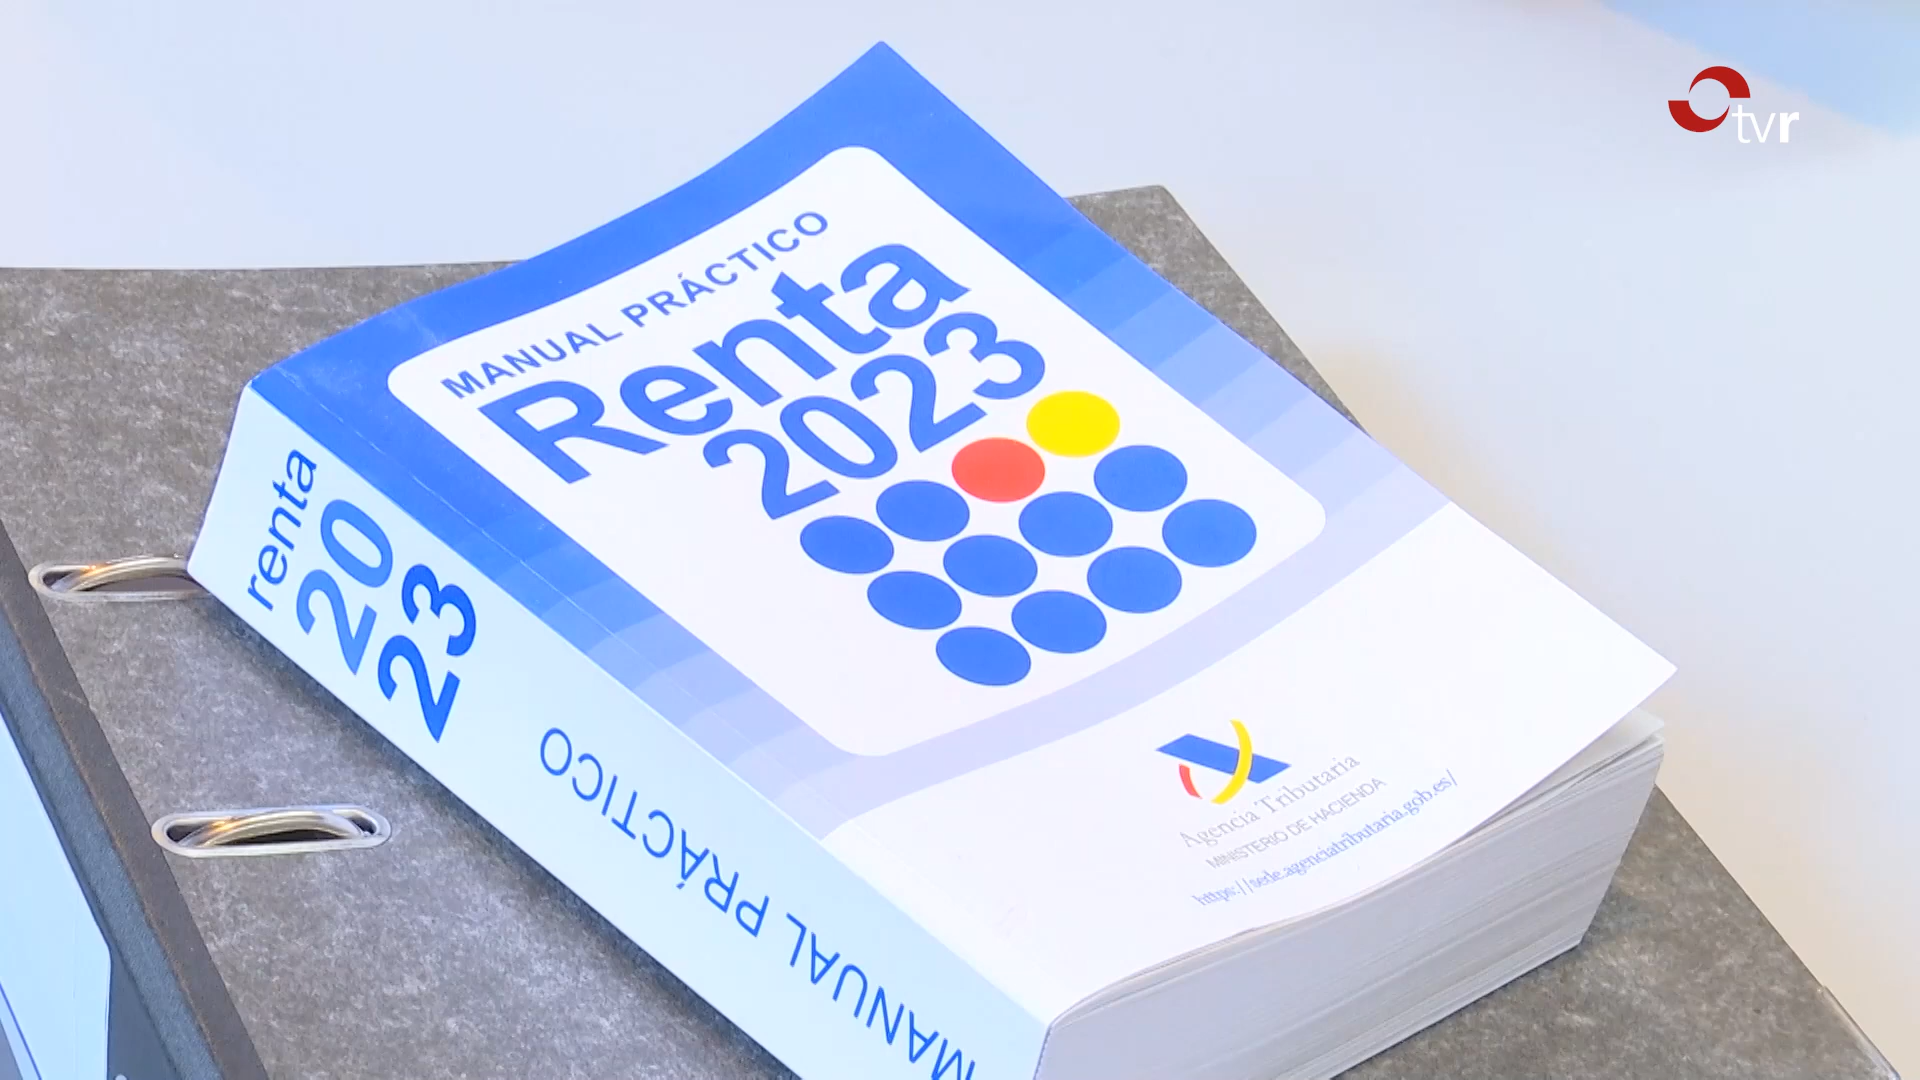 tvr
MANUAL PRÁCTICO
Renta
2023
Agencia Tributaria
MINISTERIO DE HACIENDA
https://sede.agenciatributaria.gob.es/
renta
20
23
MANUAL PRÁCTICO